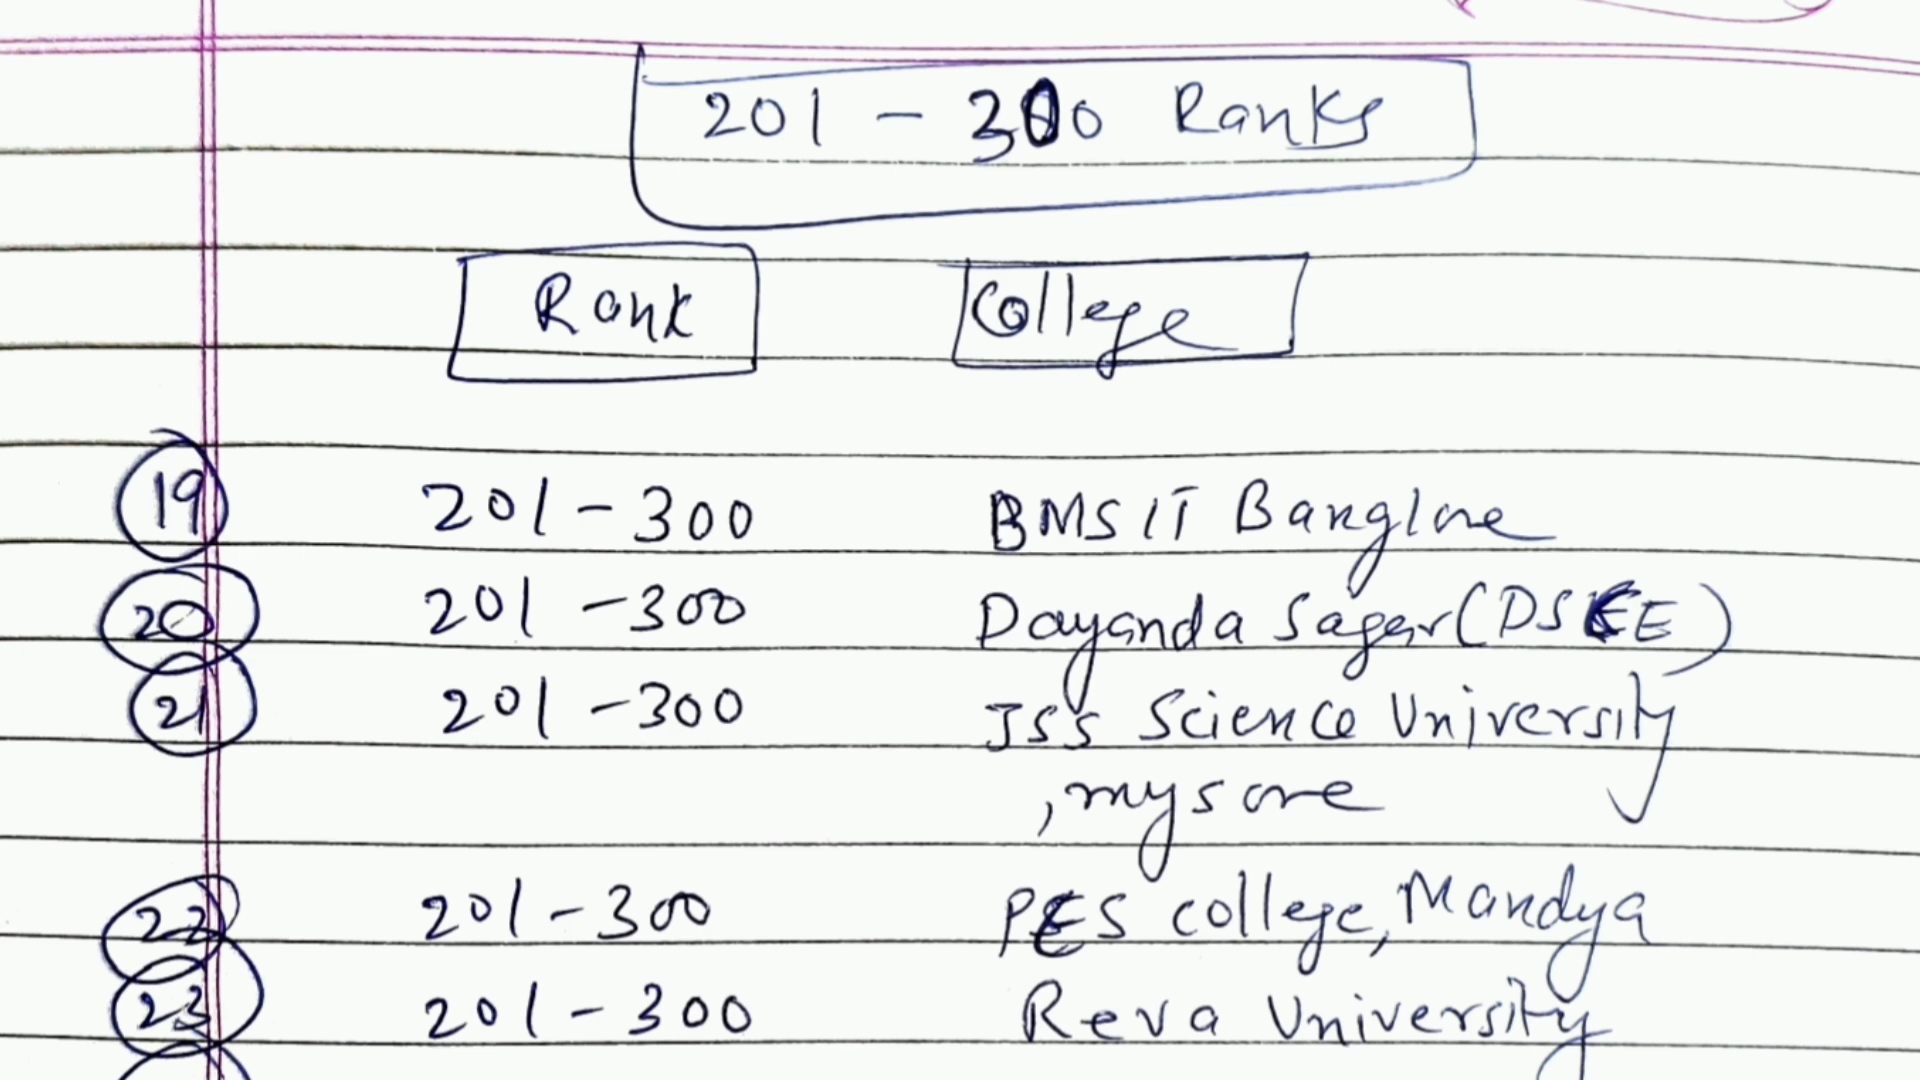 201 - 300 Ranks
Rank College
19 201-300 BMSIT Banglore
20 201-300 Dayanda Sagar (DSCE)
21 201-300 JSS Science University
, mysore
22 201-300 PES college, Mandya
23 201-300 Reva University